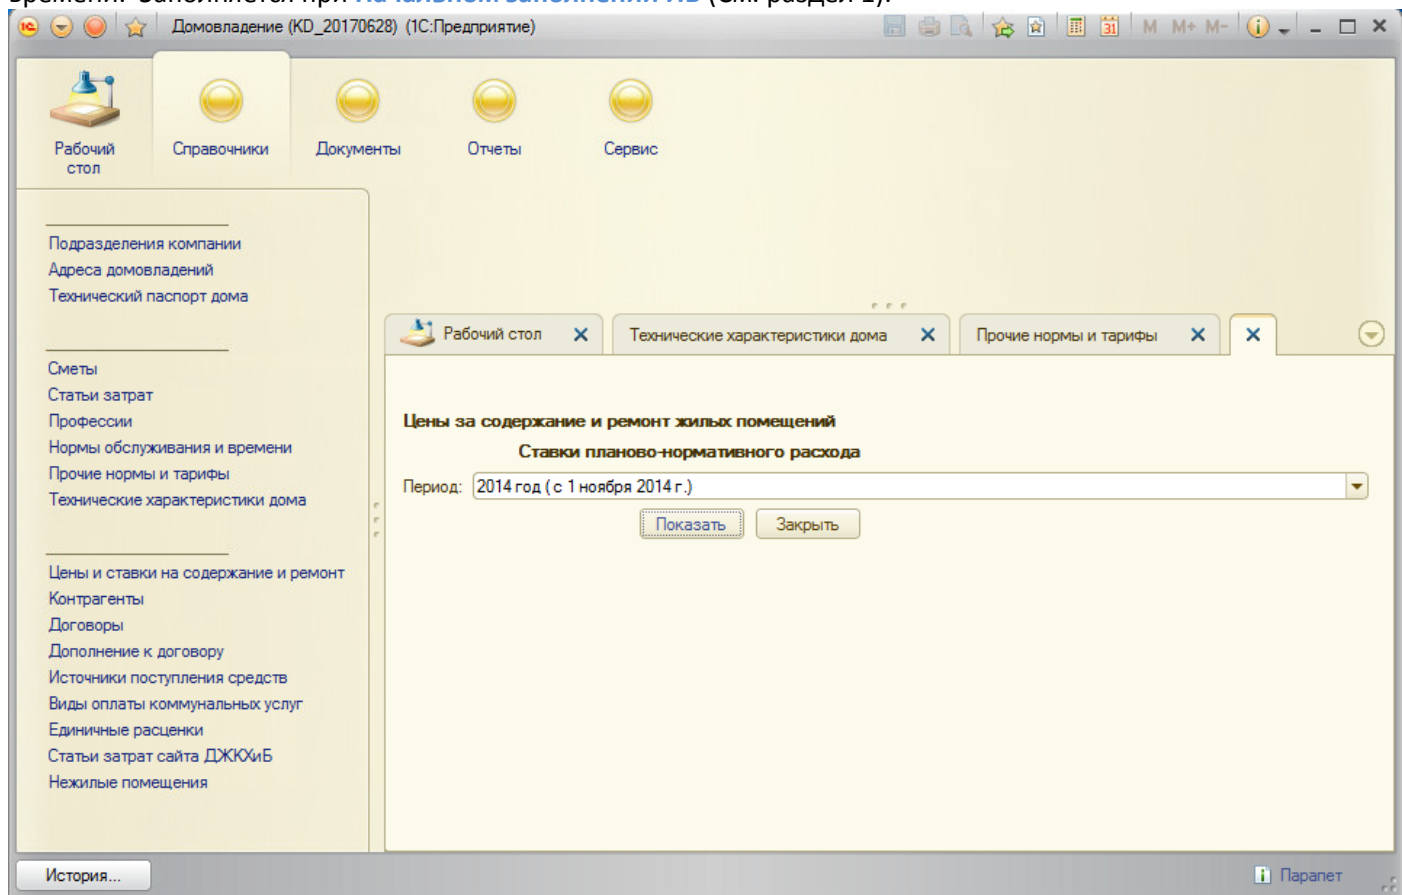 Домовладение (KD_20170628) (1С:Предприятие)
31 M M+ M-
Рабочий стол
Справочники
Документы
Отчеты
Сервис
Подразделения компании
Адреса домовладений
Технический паспорт дома
Сметы
Статьи затрат
Профессии
Нормы обслуживания и времени
Прочие нормы и тарифы
Технические характеристики дома
Цены и ставки на содержание и ремонт
Контрагенты
Договоры
Дополнение к договору
Источники поступления средств
Виды оплаты коммунальных услуг
Единичные расценки
Статьи затрат сайта ДЖКХиБ
Нежилые помещения
Рабочий стол
Технические характеристики дома
Прочие нормы и тарифы
Цены за содержание и ремонт жилых помещений
Ставки планово-нормативного расхода
Период: 2014 год ( с 1 ноября 2014 г.)
Показать Закрыть
История...
Парапет